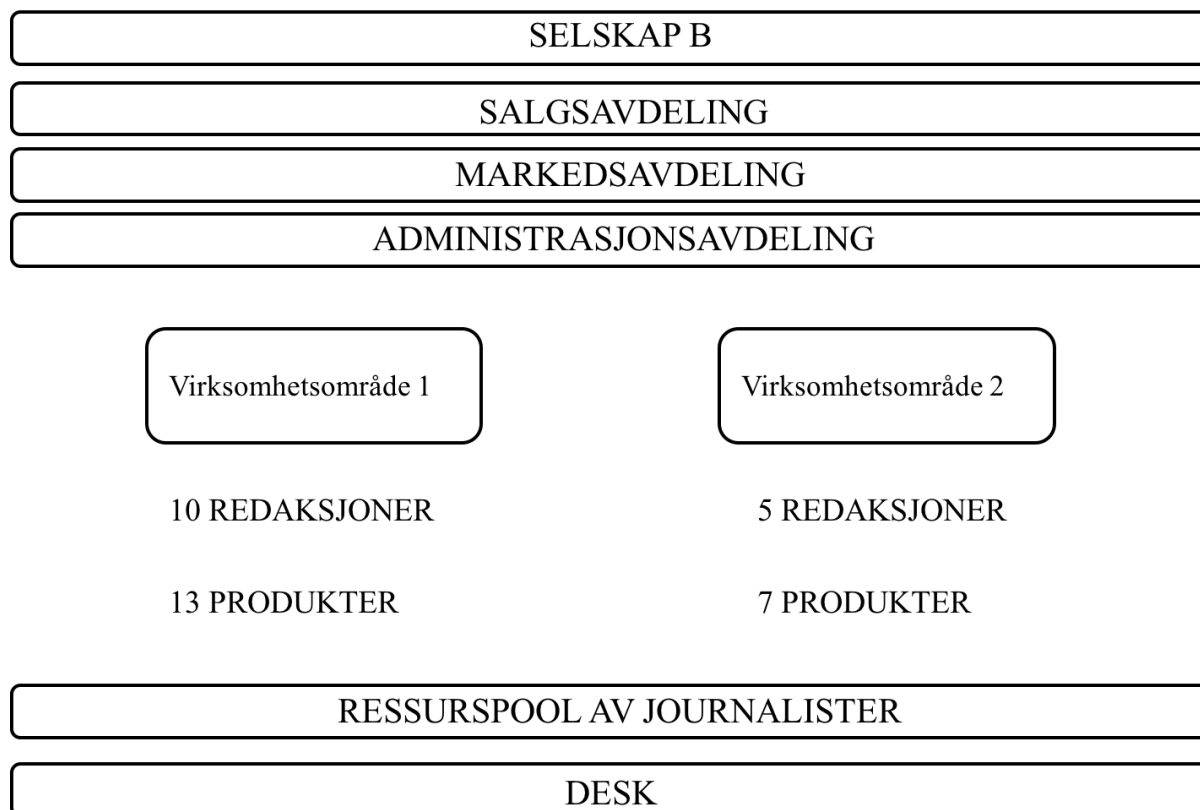 SELSKAP B
SALGSAVDELING
MARKEDSAVDELING
ADMINISTRASJONSAVDELING
Virksomhetsområde 1
Virksomhetsområde 2
10 REDAKSJONER
5 REDAKSJONER
13 PRODUKTER
7 PRODUKTER
RESSURSPOOL AV JOURNALISTER
DESK